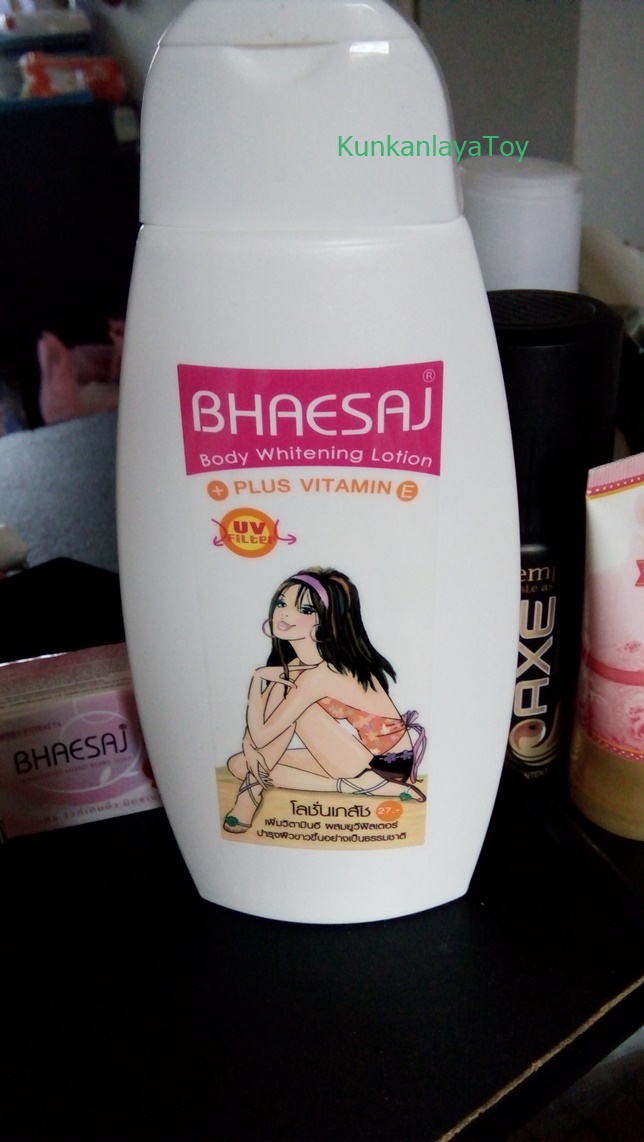 KunkanlayaToy
BHAESAJ®
Body Whitening Lotion
+ PLUS VITAMIN E
UV
FILTER
โลชั่นเภสัช 27.-
เพิ่มวิตามินอี ผสมยูวีฟิลเตอร์
บำรุงผิวขาวขึ้นอย่างเป็นธรรมชาติ
BHAESAJ
AXE